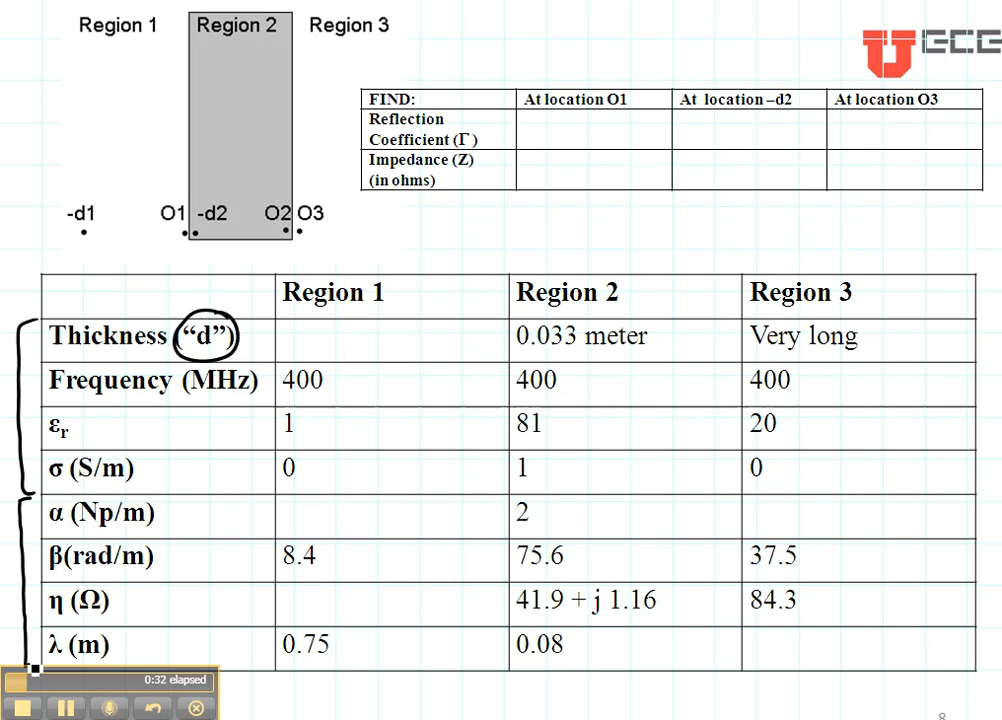 Region 1 Region 2 Region 3
U ECE
FIND: At location O1 At location –d2 At location O3
Reflection
Coefficient (Γ )
Impedance (Z)
(in ohms)
-d1 O1 -d2 O2 O3
Region 1 Region 2 Region 3
Thickness (“d”) 0.033 meter Very long
Frequency (MHz) 400 400 400
εr 1 81 20
σ (S/m) 0 1 0
α (Np/m) 2
β(rad/m) 8.4 75.6 37.5
η (Ω) 41.9 + j 1.16 84.3
λ (m) 0.75 0.08
0:32 elapsed
8